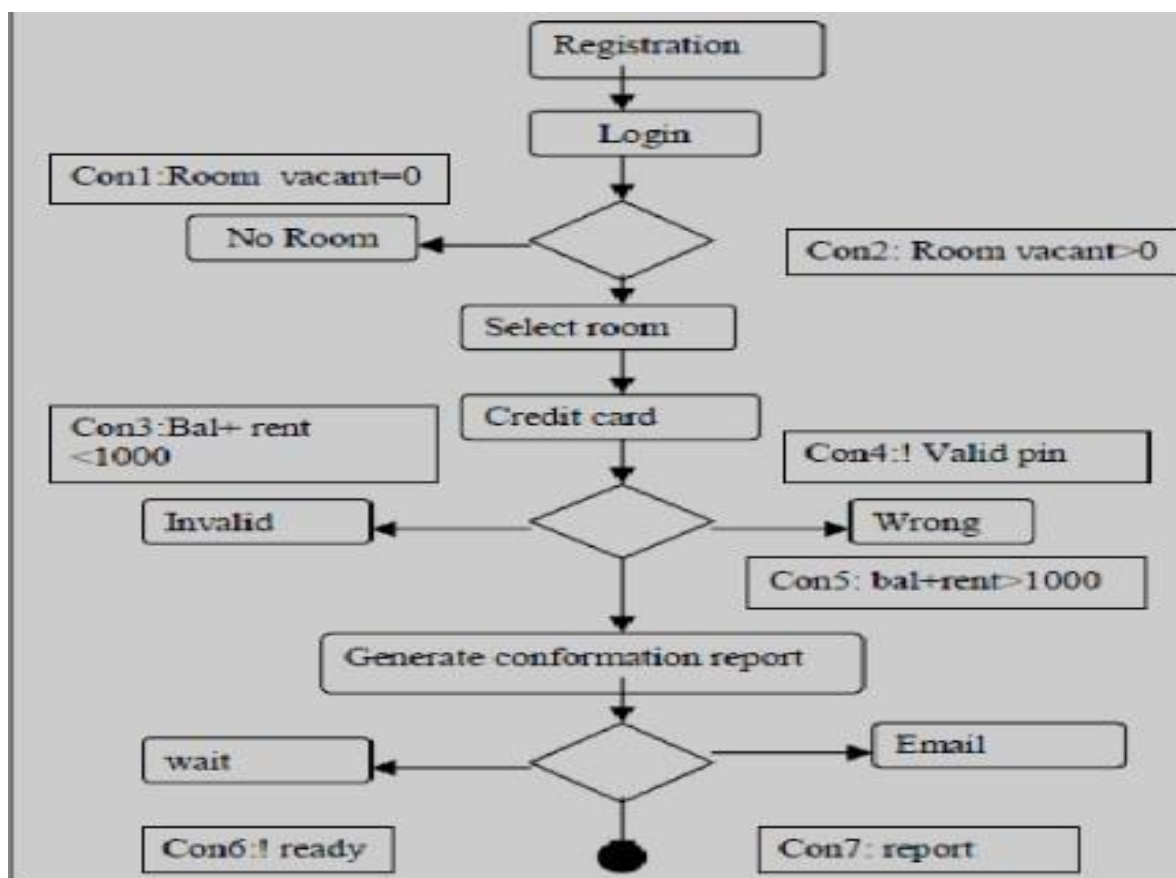 Registration
Login
Con1:Room vacant=0
No Room
Con2: Room vacant>0
Select room
Credit card
Con3:Bal+ rent
<1000
Con4:! Valid pin
Invalid
Wrong
Con5: bal+rent>1000
Generate conformation report
wait
Email
Con6:! ready
Con7: report